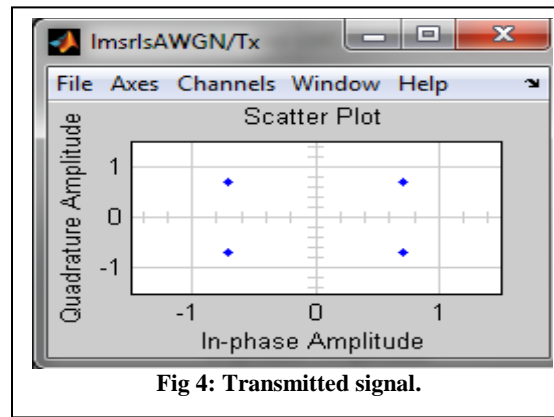 lmsrlsAWGN/Tx
File Axes Channels Window Help
Scatter Plot
Quadrature Amplitude
1
0
-1
-1 0 1
In-phase Amplitude
Fig 4: Transmitted signal.